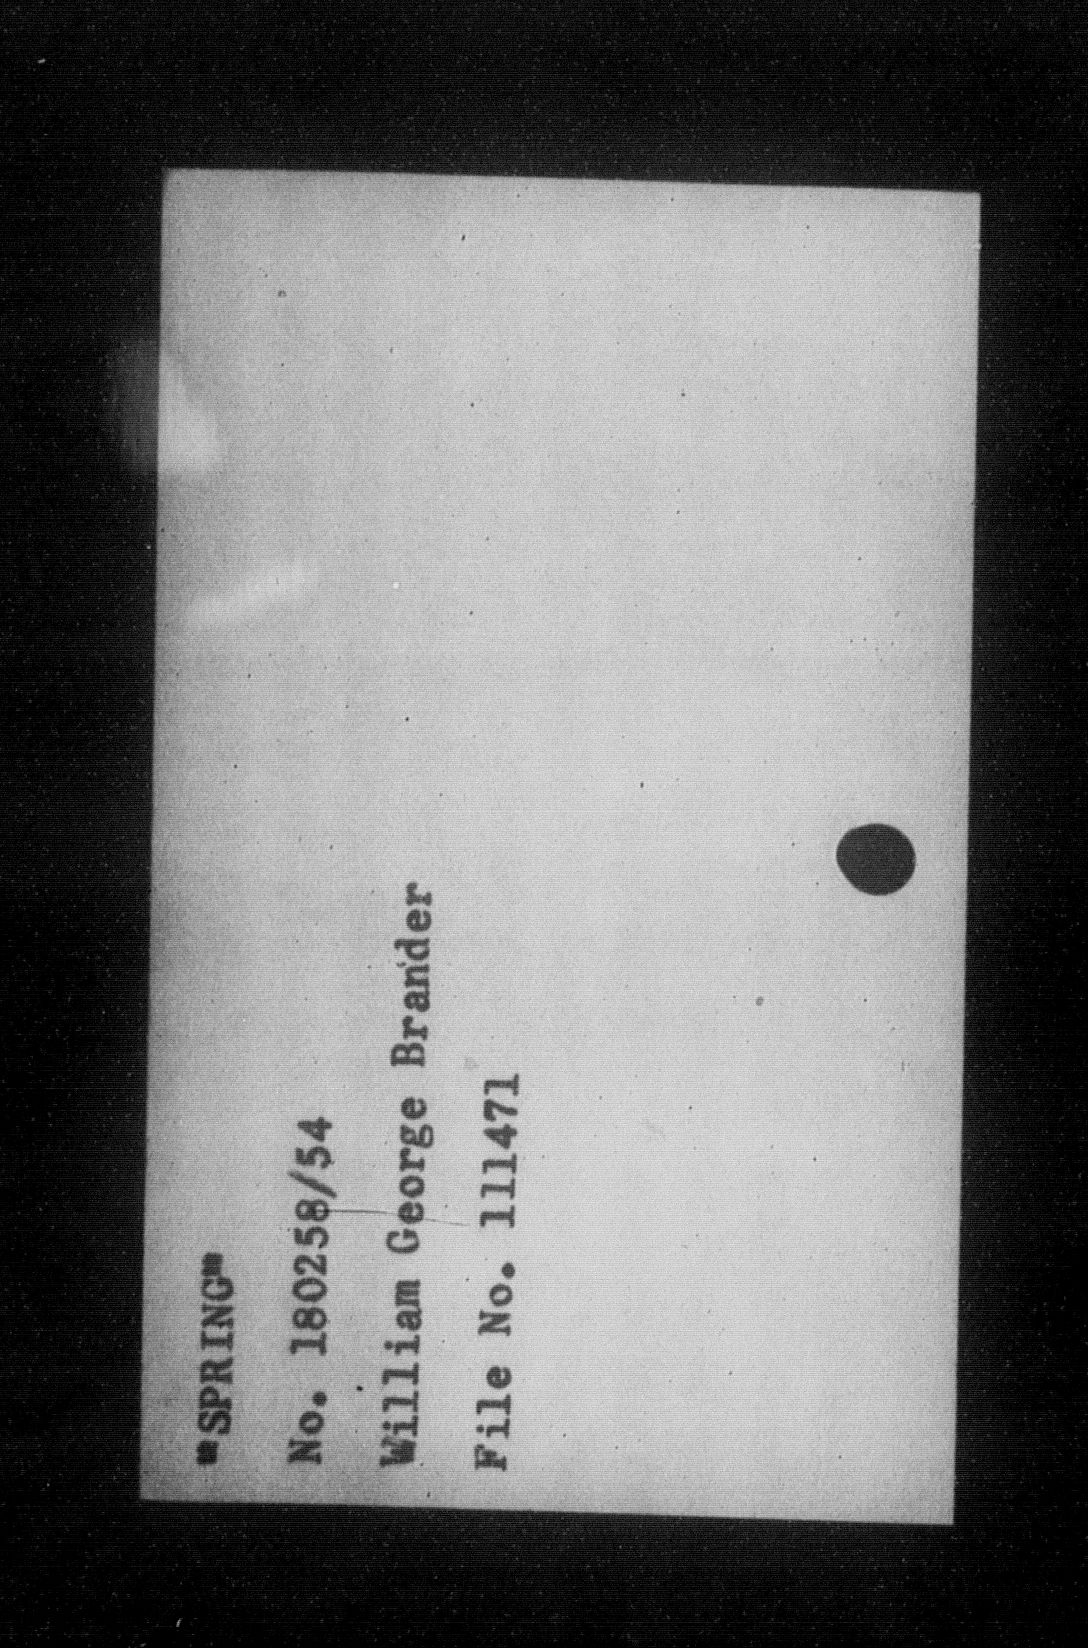 "SPRING"
No. 180258/54
William George Brander
File No. 111471